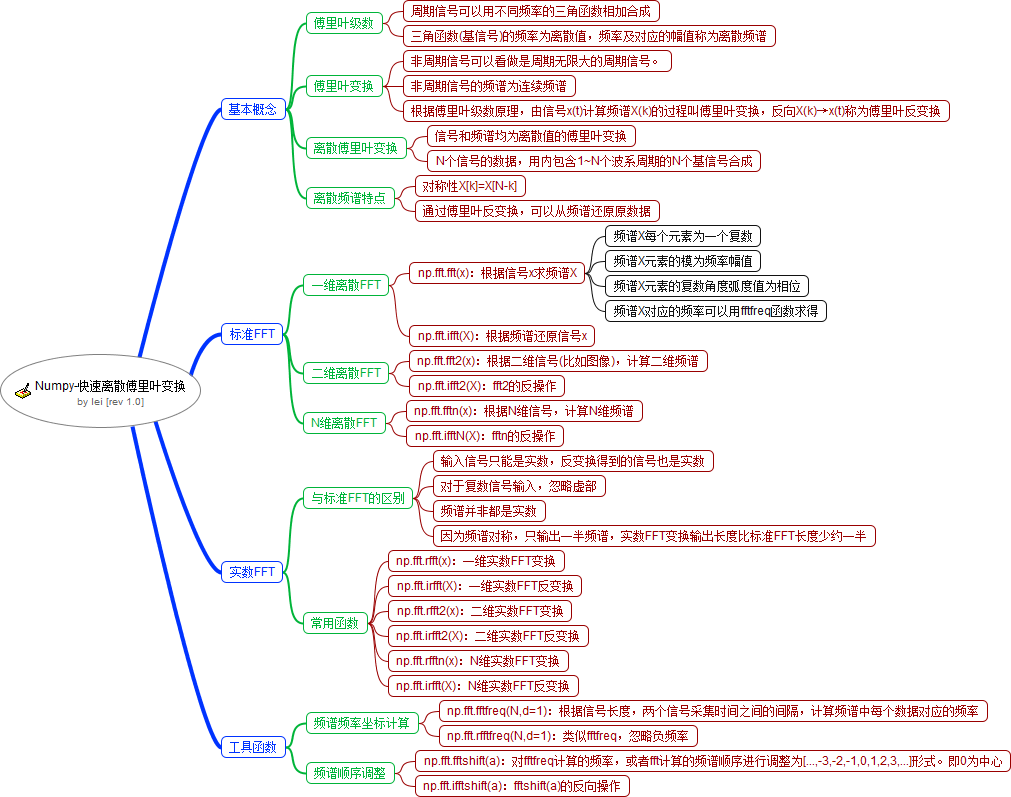 Numpy-快速离散傅里叶变换
by lei [rev 1.0]
基本概念
傅里叶级数
周期信号可以用不同频率的三角函数相加合成
三角函数(基信号)的频率为离散值，频率及对应的幅值称为离散频谱
傅里叶变换
非周期信号可以看做是周期无限大的周期信号。
非周期信号的频谱为连续频谱
根据傅里叶级数原理，由信号x(t)计算频谱X(k)的过程叫傅里叶变换，反向X(k)→x(t)称为傅里叶反变换
离散傅里叶变换
信号和频谱均为离散值的傅里叶变换
N个信号的数据，用内包含1~N个波系周期的N个基信号合成
离散频谱特点
对称性X[k]=X[N-k]
通过傅里叶反变换，可以从频谱还原原数据
标准FFT
一维离散FFT
np.fft.fft(x)：根据信号x求频谱X
频谱X每个元素为一个复数
频谱X元素的模为频率幅值
频谱X元素的复数角度弧度值为相位
频谱X对应的频率可以用fftfreq函数求得
np.fft.ifft(X)：根据频谱还原信号x
二维离散FFT
np.fft.fft2(x)：根据二维信号(比如图像)，计算二维频谱
np.fft.ifft2(X)：fft2的反操作
N维离散FFT
np.fft.fftn(x)：根据N维信号，计算N维频谱
np.fft.ifftN(X)：fftn的反操作
实数FFT
与标准FFT的区别
输入信号只能是实数，反变换得到的信号也是实数
对于复数信号输入，忽略虚部
频谱并非都是实数
因为频谱对称，只输出一半频谱，实数FFT变换输出长度比标准FFT长度少约一半
常用函数
np.fft.rfft(x)：一维实数FFT变换
np.fft.irfft(X)：一维实数FFT反变换
np.fft.rfft2(x)：二维实数FFT变换
np.fft.irfft2(X)：二维实数FFT反变换
np.fft.rfftn(x)：N维实数FFT变换
np.fft.irfft(X)：N维实数FFT反变换
工具函数
频谱频率坐标计算
np.fft.fftfreq(N,d=1)：根据信号长度，两个信号采集时间之间的间隔，计算频谱中每个数据对应的频率
np.fft.rfftfreq(N,d=1)：类似fftfreq，忽略负频率
频谱顺序调整
np.fft.fftshift(a)：对fftfreq计算的频率，或者fft计算的频谱顺序进行调整为[...,-3,-2,-1,0,1,2,3,...]形式。即0为中心
np.fft.ifftshift(a)：fftshift(a)的反向操作